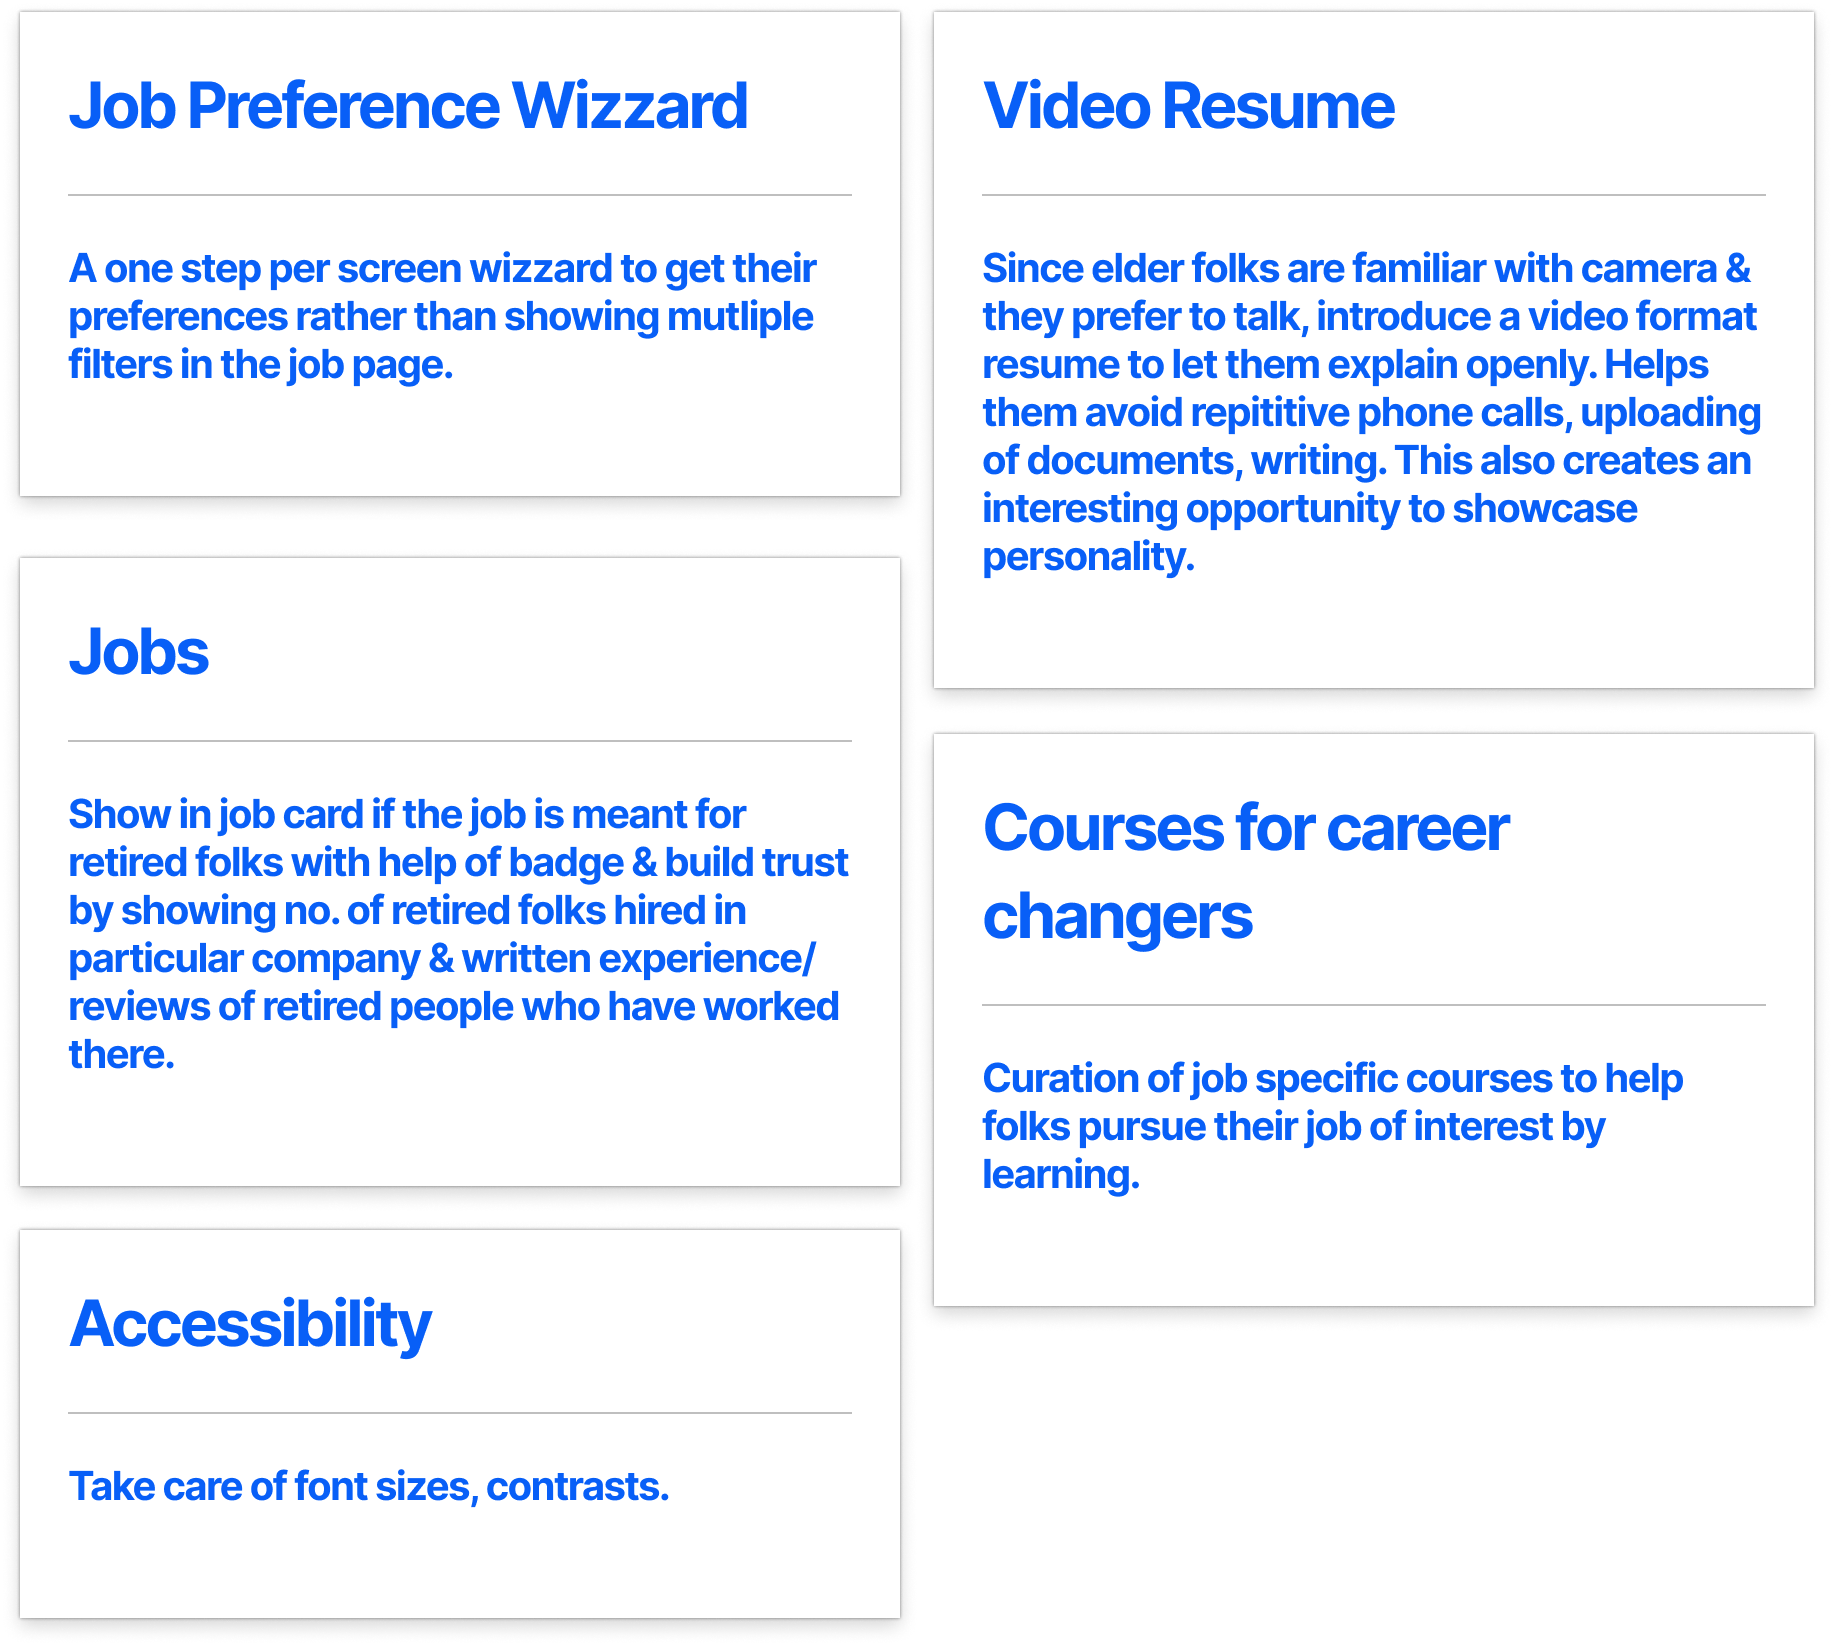 Job Preference Wizzard
A one step per screen wizzard to get their
preferences rather than showing mutliple
filters in the job page.
Jobs
Show in job card if the job is meant for
retired folks with help of badge & build trust
by showing no. of retired folks hired in
particular company & written experience/
reviews of retired people who have worked
there.
Accessibility
Take care of font sizes, contrasts.
Video Resume
Since elder folks are familiar with camera &
they prefer to talk, introduce a video format
resume to let them explain openly. Helps
them avoid repititive phone calls, uploading
of documents, writing. This also creates an
interesting opportunity to showcase
personality.
Courses for career
changers
Curation of job specific courses to help
folks pursue their job of interest by
learning.